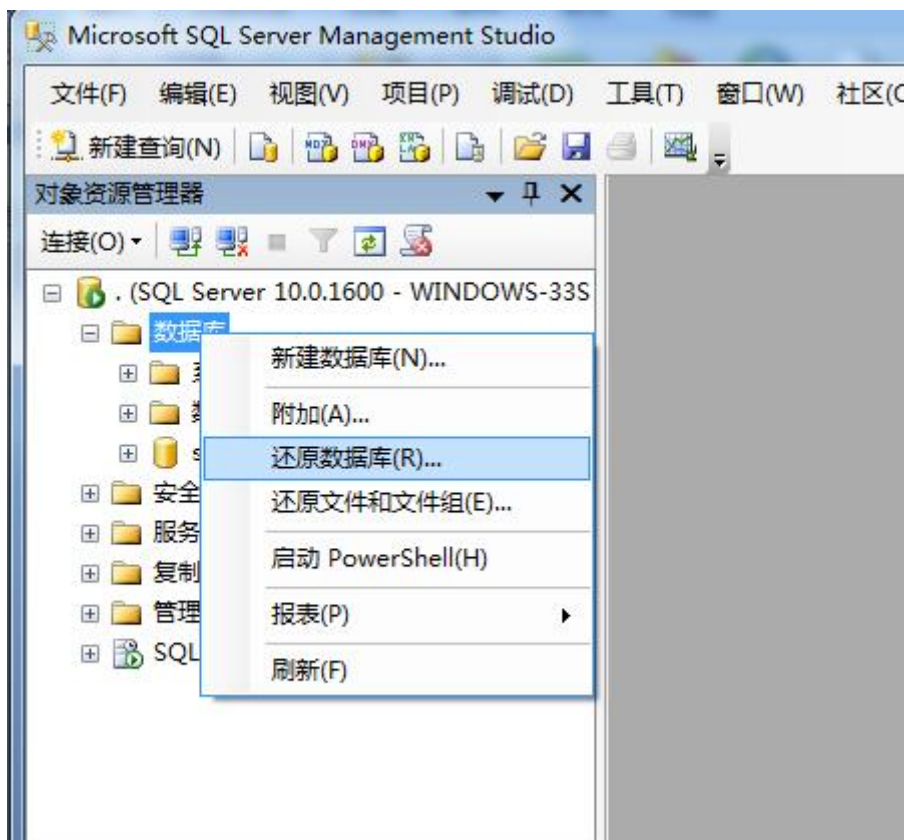 Microsoft SQL Server Management Studio
文件(F) 编辑(E) 视图(V) 项目(P) 调试(D) 工具(T) 窗口(W) 社区(C
新建查询(N)
对象资源管理器
连接(O)
. (SQL Server 10.0.1600 - WINDOWS-33S
数据库
新建数据库(N)...
附加(A)...
还原数据库(R)...
还原文件和文件组(E)...
启动 PowerShell(H)
报表(P)
刷新(F)
s
安全
服务
复制
管理
SQL